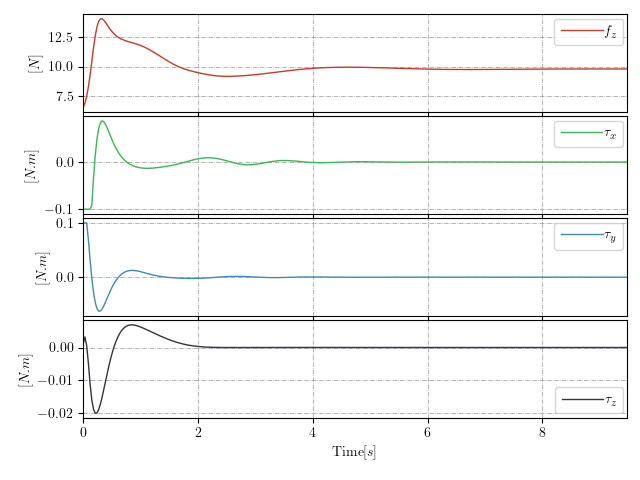 12.5
10.0
7.5
[N]
f_z
0.0
−0.1
[N.m]
τ_x
0.1
0.0
[N.m]
τ_y
0.00
−0.01
−0.02
[N.m]
τ_z
0 2 4 6 8
Time[s]